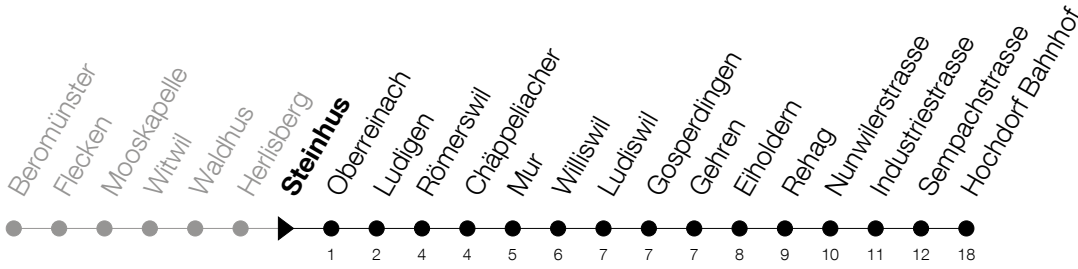 Beromünster
Flecken
Mooskapelle
Witwil
Waldhus
Herlisberg
Steinhus
Oberreinach
Ludigen
Römerswil
Chäppeliacher
Mur
Williswil
Ludiswil
Gosperdingen
Gehren
Eiholdern
Rehag
Nunwilerstrasse
Industriestrasse
Sempachstrasse
Hochdorf Bahnhof
1 2 4 4 5 6 7 7 7 8 9 10 11 12 18